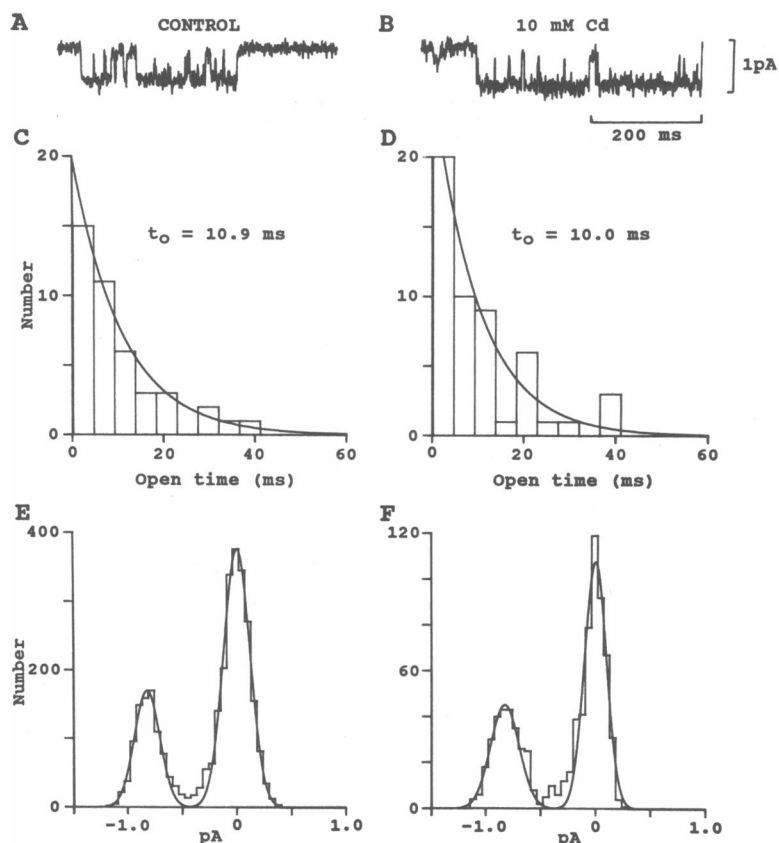 A
CONTROL
B
10 mM Cd
1pA
200 ms
C
D
20
10
0
Number
t_o = 10.9 ms
0 20 40 60
Open time (ms)
20
10
0
t_o = 10.0 ms
0 20 40 60
Open time (ms)
E
F
400
200
0
Number
-1.0 0 1.0
pA
120
60
0
-1.0 0 1.0
pA